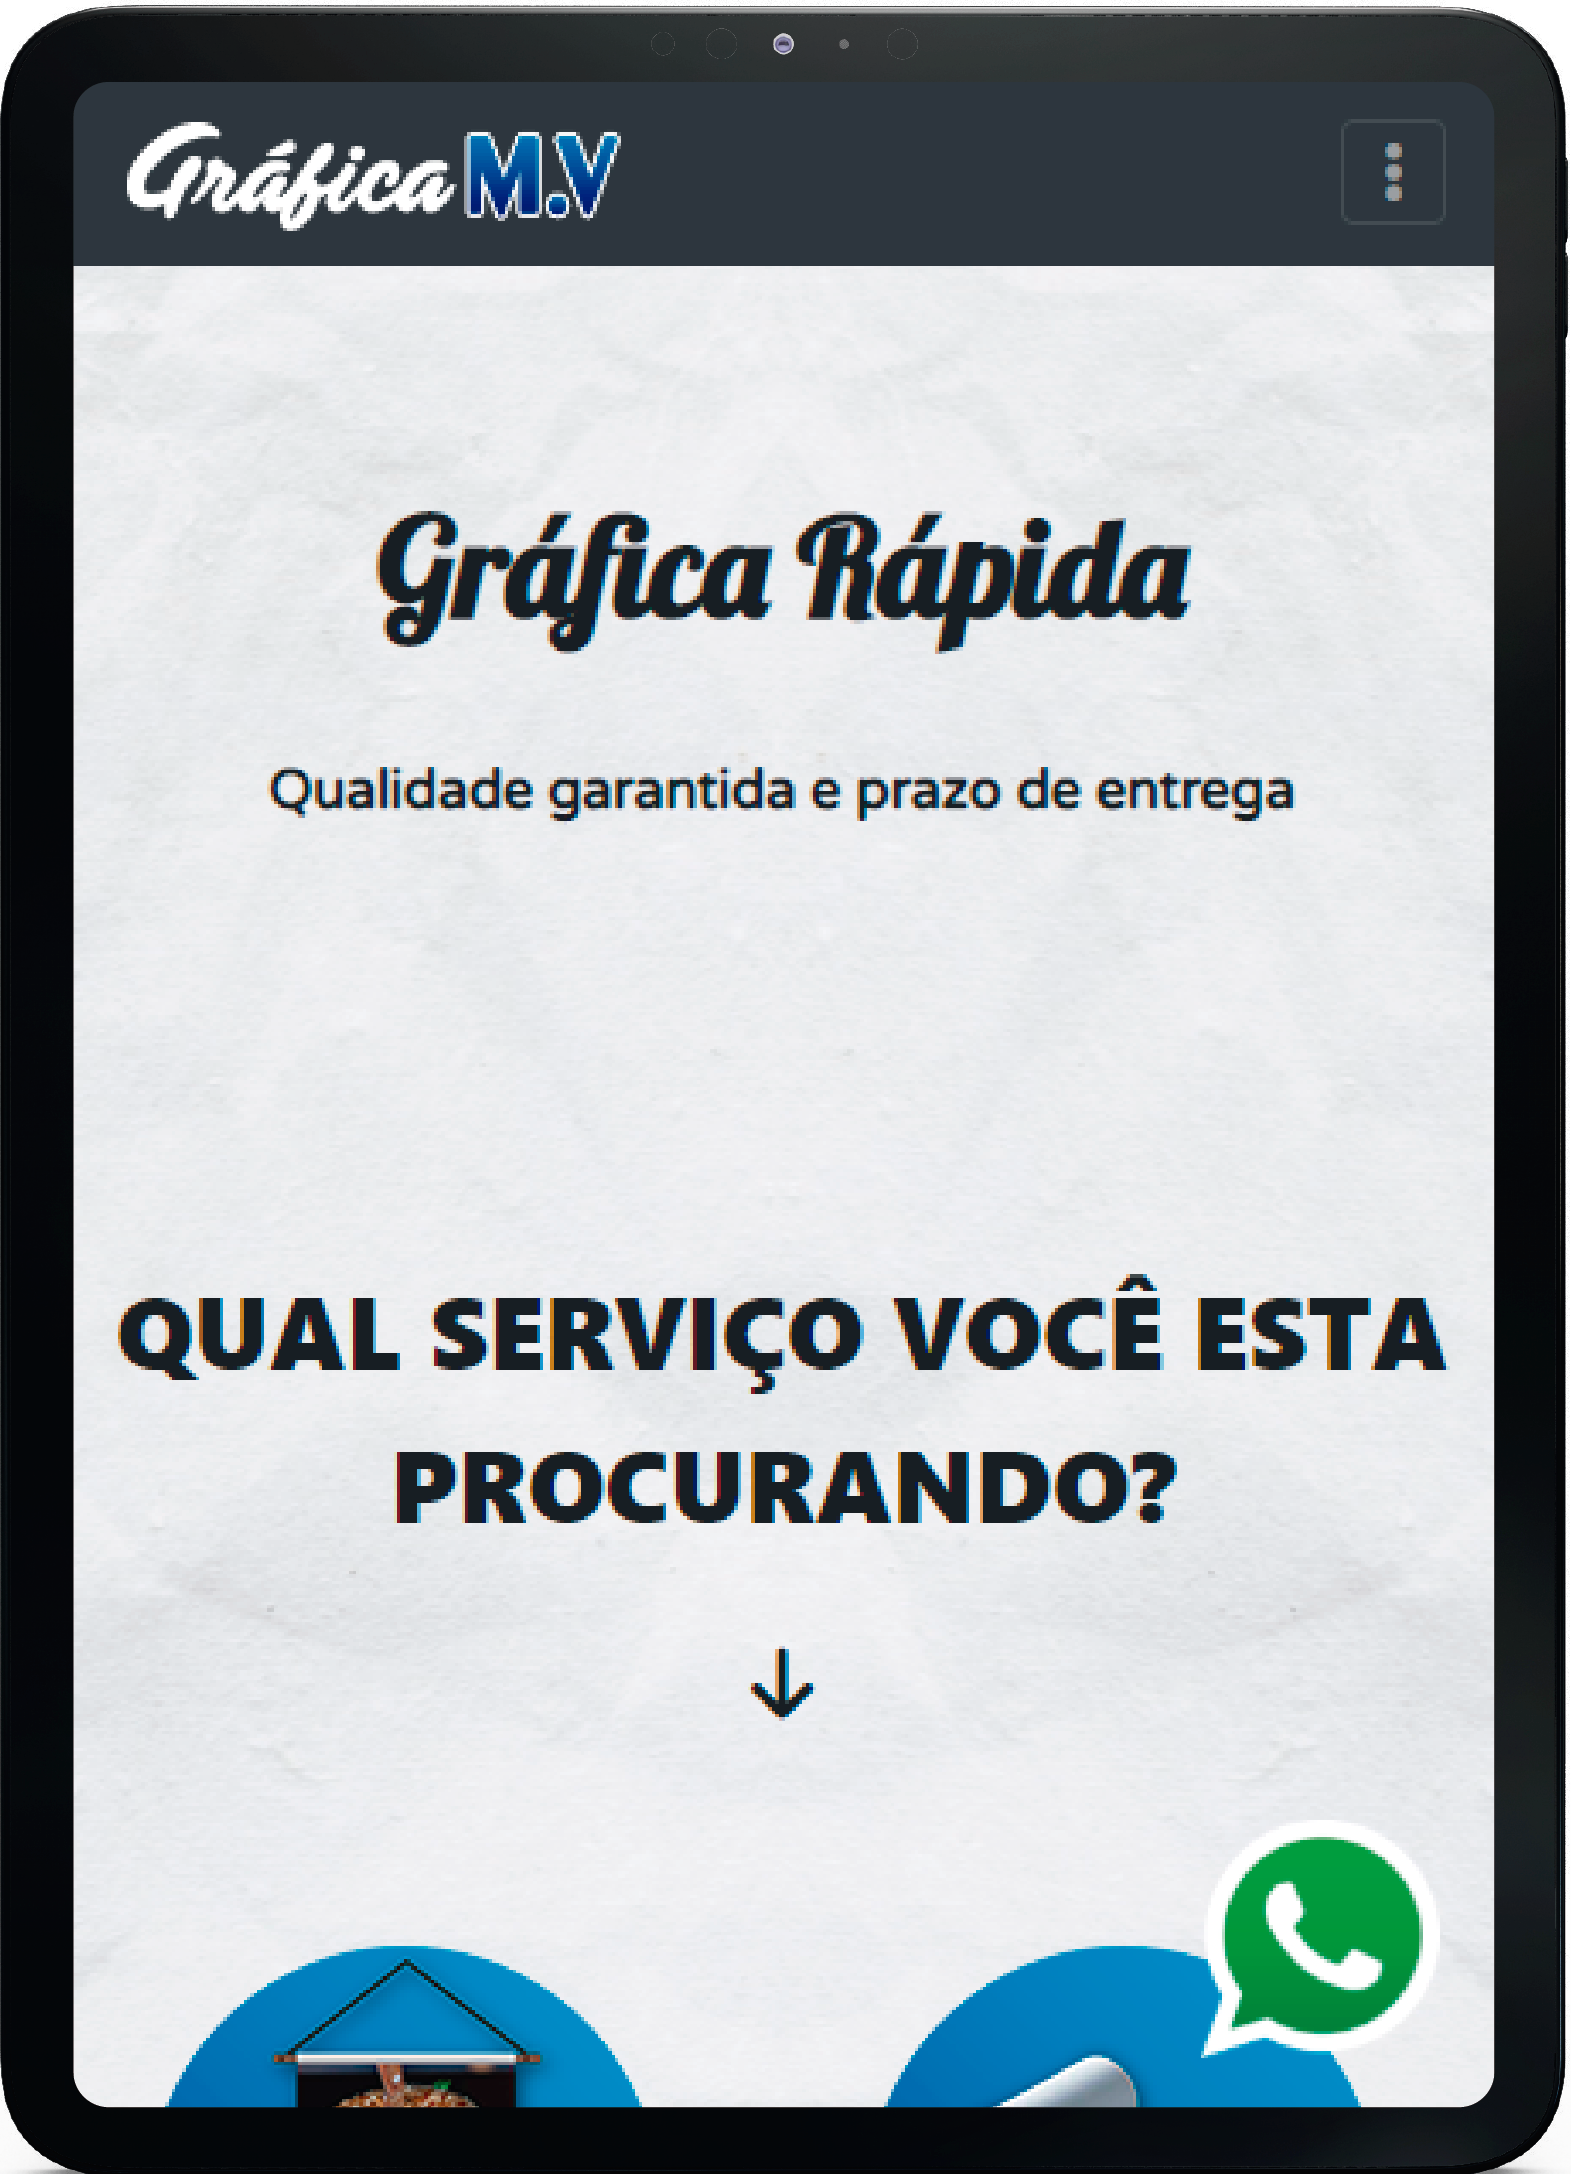 Gráfica M.V
Gráfica Rápida
Qualidade garantida e prazo de entrega
QUAL SERVIÇO VOCÊ ESTA
PROCURANDO?